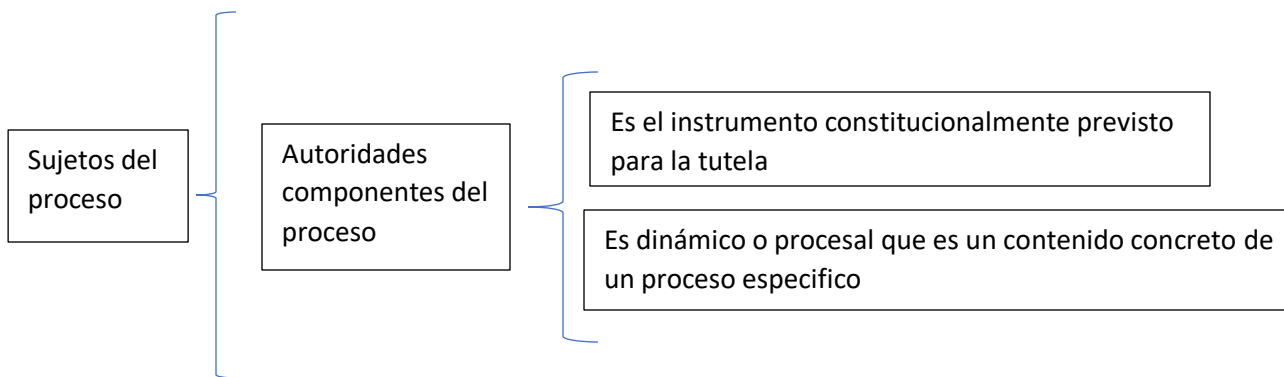 Sujetos del
proceso
Autoridades
componentes del
proceso
Es el instrumento constitucionalmente previsto
para la tutela
Es dinámico o procesal que es un contenido concreto de
un proceso especifico